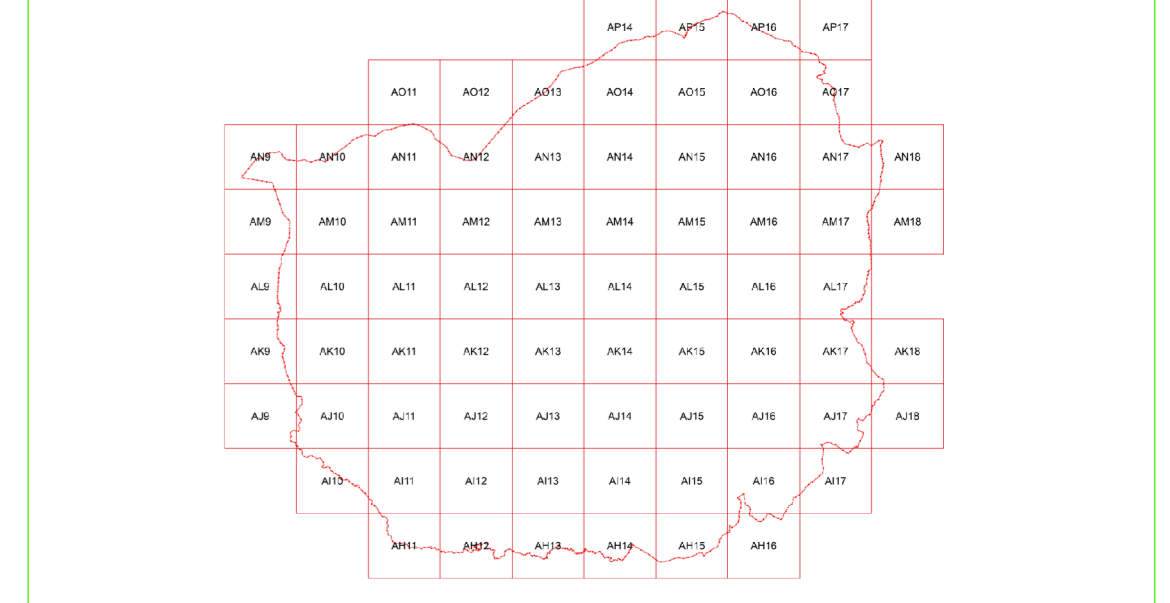 AP14 AP15 AP16 AP17
AO11 AO12 AO13 AO14 AO15 AO16 AO17
AN9 AN10 AN11 AN12 AN13 AN14 AN15 AN16 AN17 AN18
AM9 AM10 AM11 AM12 AM13 AM14 AM15 AM16 AM17 AM18
AL9 AL10 AL11 AL12 AL13 AL14 AL15 AL16 AL17
AK9 AK10 AK11 AK12 AK13 AK14 AK15 AK16 AK17 AK18
AJ9 AJ10 AJ11 AJ12 AJ13 AJ14 AJ15 AJ16 AJ17 AJ18
AI10 AI11 AI12 AI13 AI14 AI15 AI16 AI17
AH11 AH12 AH13 AH14 AH15 AH16